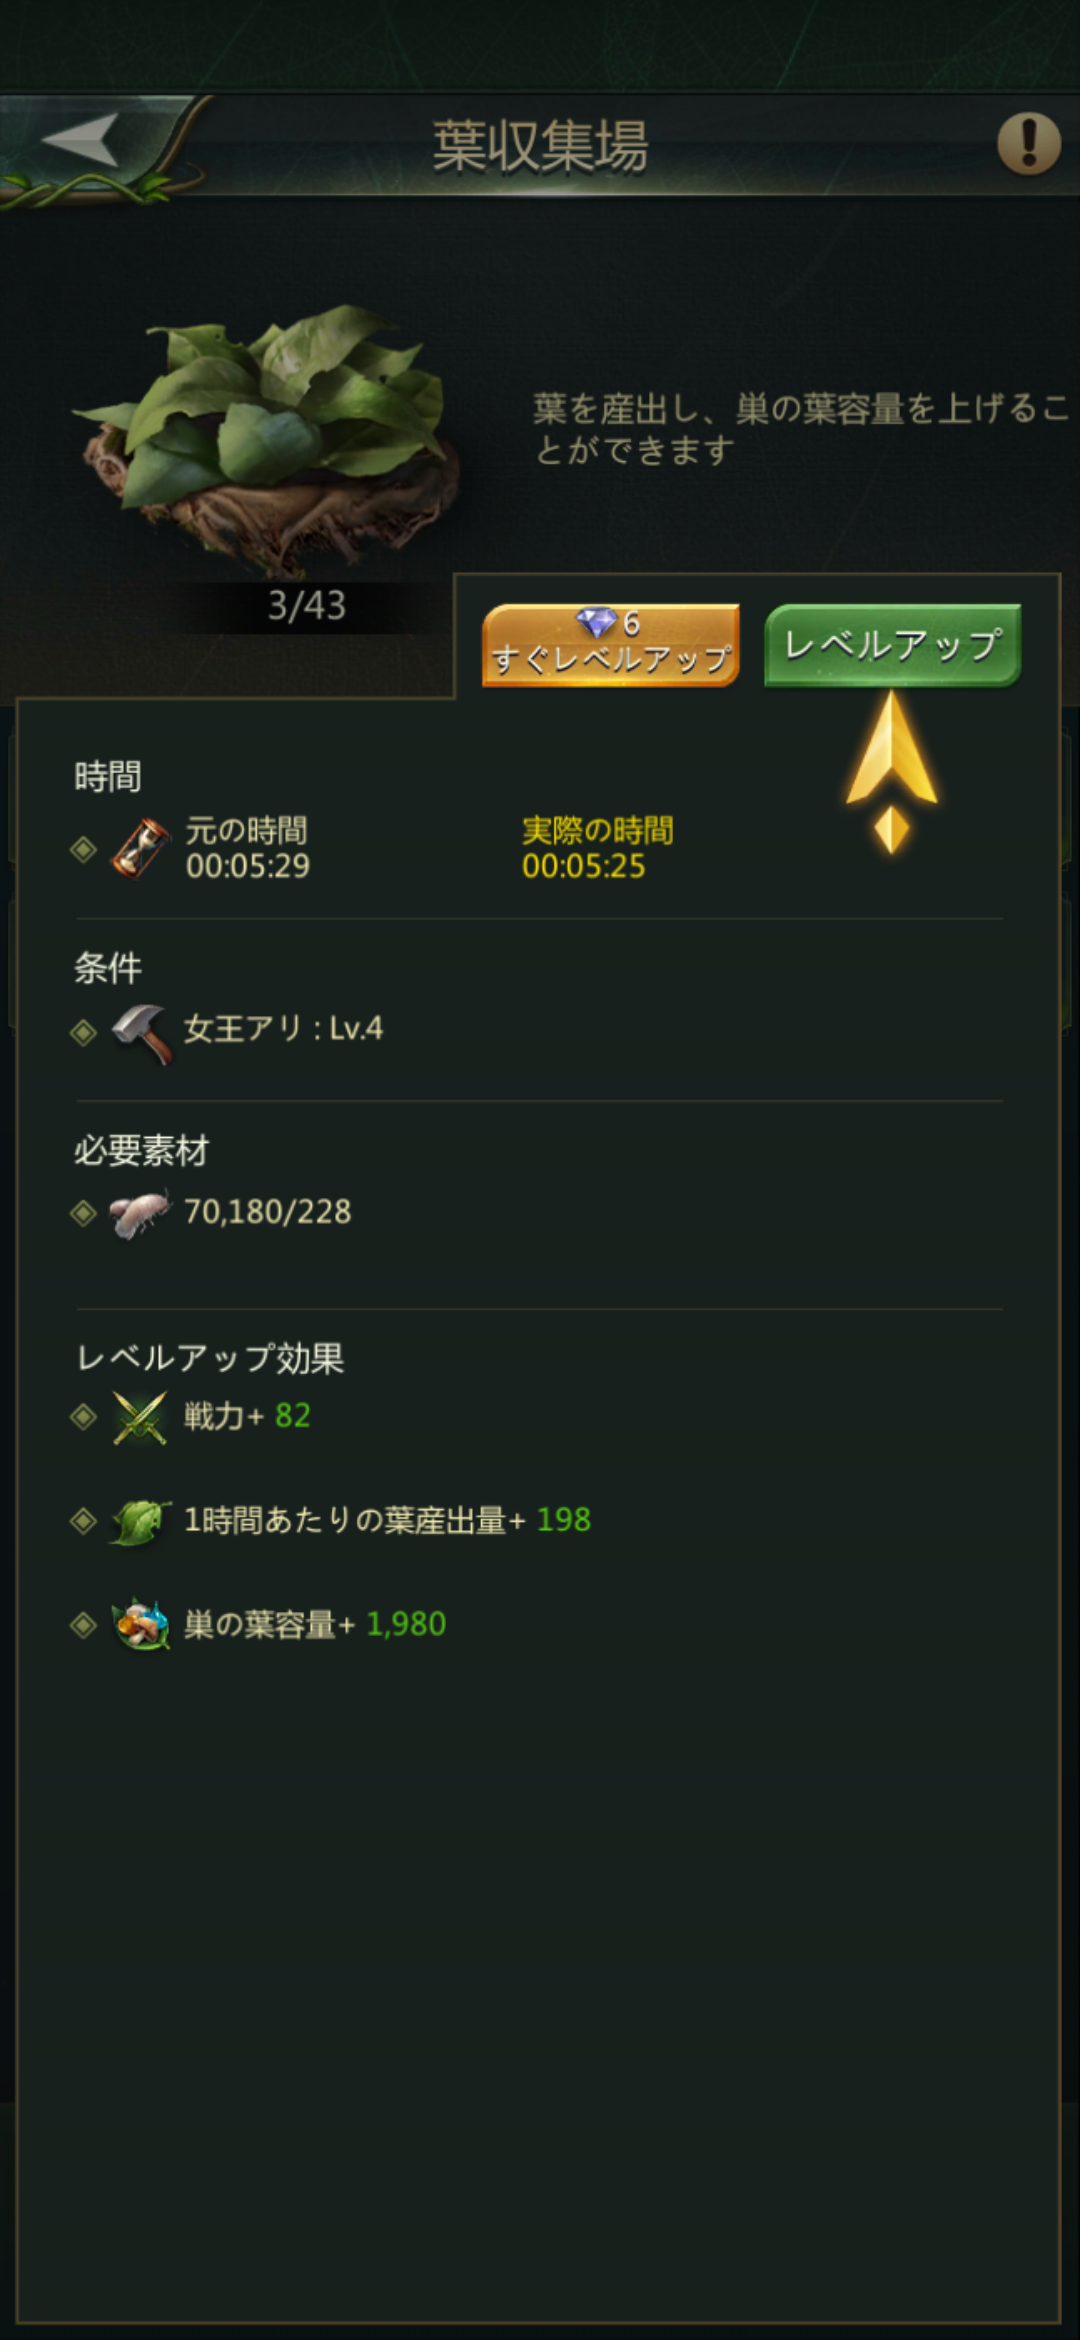 葉収集場
葉を産出し、巣の葉容量を上げるこ
とができます
3/43
6
すぐレベルアップ
レベルアップ
時間
元の時間
00:05:29
実際の時間
00:05:25
条件
女王アリ : Lv.4
必要素材
70,180/228
レベルアップ効果
戦力+ 82
1時間あたりの葉産出量+ 198
巣の葉容量+ 1,980